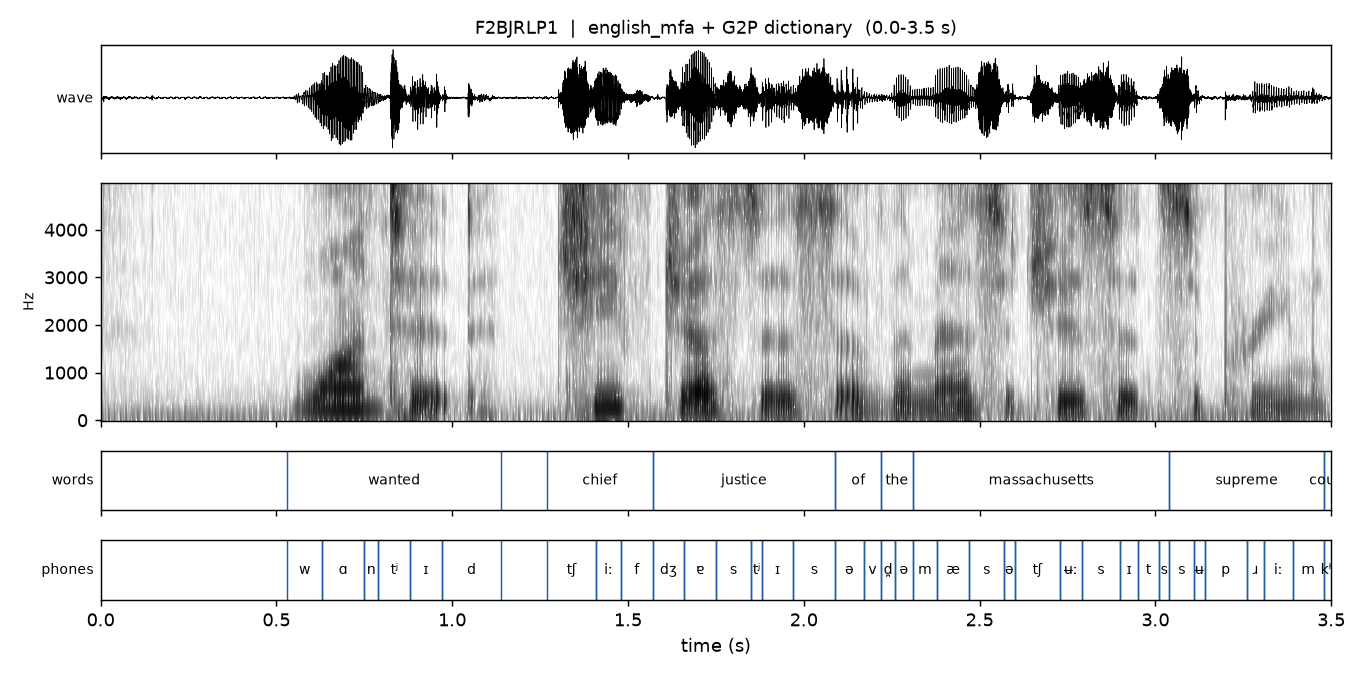 F2BJRLP1 | english_mfa + G2P dictionary (0.0-3.5 s)
wave
4000
3000
2000
1000
0
Hz
words wanted chief justice of the massachusetts supreme cou
phones w ɑ n tʲ ɪ d tʃ iː f dʒ ɐ s tʲ ɪ s ə v d̪ ə m æ s ə tʃ ʉː s ɪ t s s ʉ p ɹ iː m kʰ
0.0 0.5 1.0 1.5 2.0 2.5 3.0 3.5
time (s)